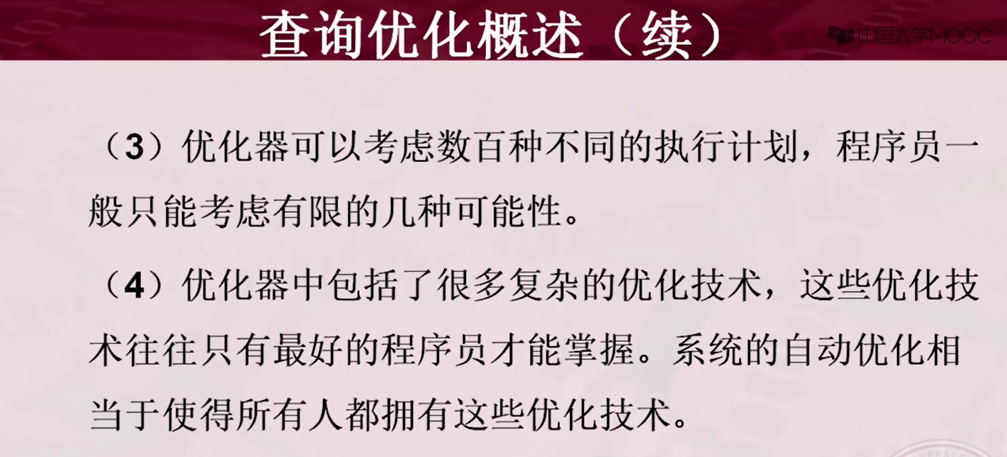 查询优化概述（续）
中国大学MOOC
（3）优化器可以考虑数百种不同的执行计划，程序员一
般只能考虑有限的几种可能性。
（4）优化器中包括了很多复杂的优化技术，这些优化技
术往往只有最好的程序员才能掌握。系统的自动优化相
当于使得所有人都拥有这些优化技术。